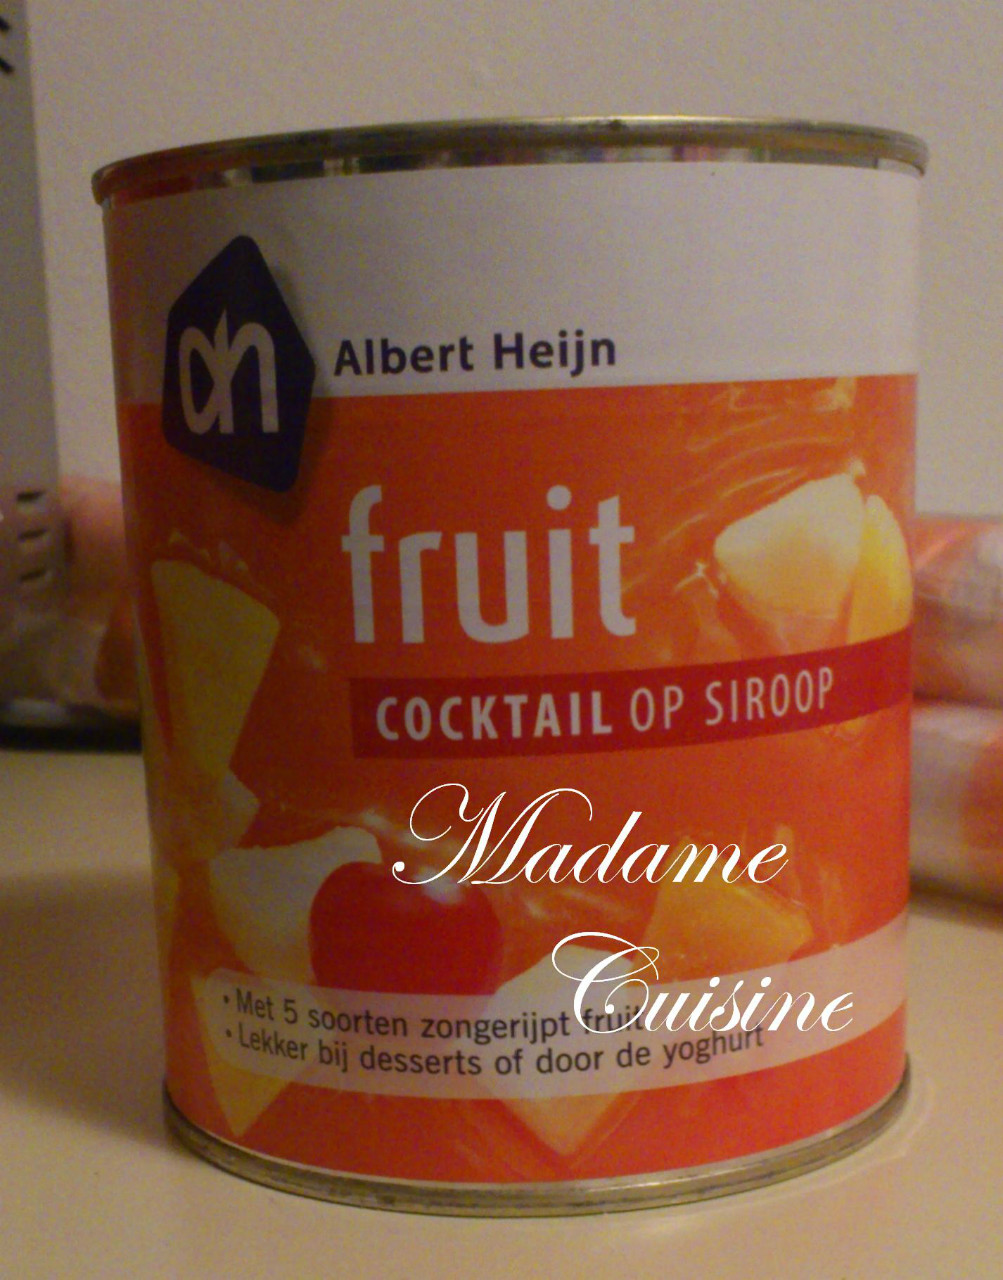 ah
Albert Heijn
fruit
COCKTAIL OP SIROOP
Madame
Cuisine
• Met 5 soorten zongerijpt fruit
• Lekker bij desserts of door de yoghurt